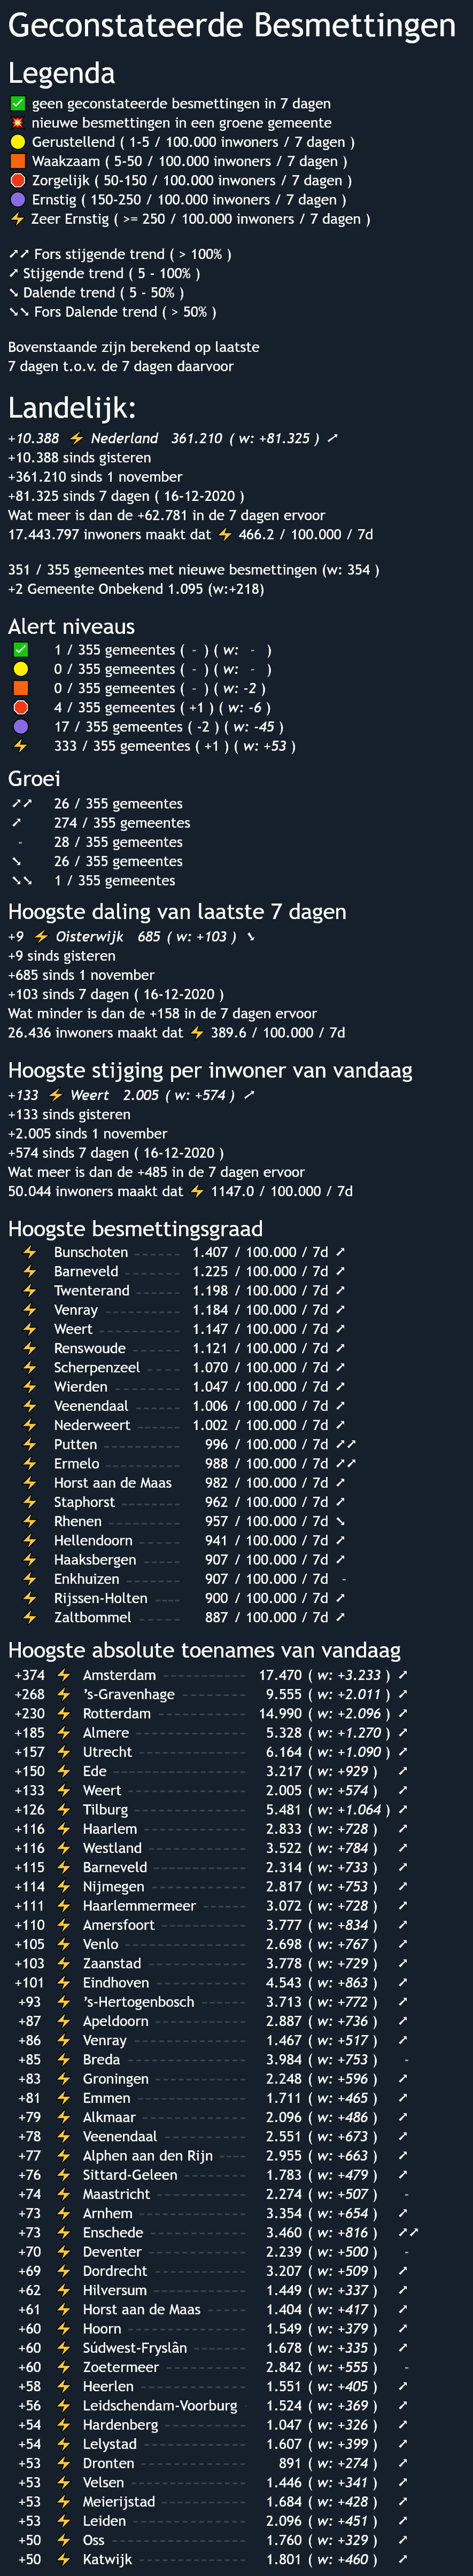 Geconstateerde Besmettingen
Legenda
✅ geen geconstateerde besmettingen in 7 dagen
💥 nieuwe besmettingen in een groene gemeente
🟡 Gerustellend ( 1-5 / 100.000 inwoners / 7 dagen )
🟧 Waakzaam ( 5-50 / 100.000 inwoners / 7 dagen )
🛑 Zorgelijk ( 50-150 / 100.000 inwoners / 7 dagen )
🟣 Ernstig ( 150-250 / 100.000 inwoners / 7 dagen )
⚡ Zeer Ernstig ( >= 250 / 100.000 inwoners / 7 dagen )
➚➚ Fors stijgende trend ( > 100% )
➚ Stijgende trend ( 5 - 100% )
➘ Dalende trend ( 5 - 50% )
➘➘ Fors Dalende trend ( > 50% )
Bovenstaande zijn berekend op laatste
7 dagen t.o.v. de 7 dagen daarvoor
Landelijk:
+10.388 ⚡ Nederland 361.210 ( w: +81.325 ) ➚
+10.388 sinds gisteren
+361.210 sinds 1 november
+81.325 sinds 7 dagen ( 16-12-2020 )
Wat meer is dan de +62.781 in de 7 dagen ervoor
17.443.797 inwoners maakt dat ⚡ 466.2 / 100.000 / 7d
351 / 355 gemeentes met nieuwe besmettingen (w: 354 )
+2 Gemeente Onbekend 1.095 (w:+218)
Alert niveaus
✅ 1 / 355 gemeentes ( - ) ( w: - )
🟡 0 / 355 gemeentes ( - ) ( w: - )
🟧 0 / 355 gemeentes ( - ) ( w: -2 )
🛑 4 / 355 gemeentes ( +1 ) ( w: -6 )
🟣 17 / 355 gemeentes ( -2 ) ( w: -45 )
⚡ 333 / 355 gemeentes ( +1 ) ( w: +53 )
Groei
➚➚ 26 / 355 gemeentes
➚ 274 / 355 gemeentes
- 28 / 355 gemeentes
➘ 26 / 355 gemeentes
➘➘ 1 / 355 gemeentes
Hoogste daling van laatste 7 dagen
+9 ⚡ Oisterwijk 685 ( w: +103 ) ➘
+9 sinds gisteren
+685 sinds 1 november
+103 sinds 7 dagen ( 16-12-2020 )
Wat minder is dan de +158 in de 7 dagen ervoor
26.436 inwoners maakt dat ⚡ 389.6 / 100.000 / 7d
Hoogste stijging per inwoner van vandaag
+133 ⚡ Weert 2.005 ( w: +574 ) ➚
+133 sinds gisteren
+2.005 sinds 1 november
+574 sinds 7 dagen ( 16-12-2020 )
Wat meer is dan de +485 in de 7 dagen ervoor
50.044 inwoners maakt dat ⚡ 1147.0 / 100.000 / 7d
Hoogste besmettingsgraad
⚡ Bunschoten ------ 1.407 / 100.000 / 7d ➚
⚡ Barneveld ------ 1.225 / 100.000 / 7d ➚
⚡ Twenterand ------ 1.198 / 100.000 / 7d ➚
⚡ Venray ------ 1.184 / 100.000 / 7d ➚
⚡ Weert ------ 1.147 / 100.000 / 7d ➚
⚡ Renswoude ------ 1.121 / 100.000 / 7d ➚
⚡ Scherpenzeel ------ 1.070 / 100.000 / 7d ➚
⚡ Wierden ------ 1.047 / 100.000 / 7d ➚
⚡ Veenendaal ------ 1.006 / 100.000 / 7d ➚
⚡ Nederweert ------ 1.002 / 100.000 / 7d ➚
⚡ Putten ------ 996 / 100.000 / 7d ➚➚
⚡ Ermelo ------ 988 / 100.000 / 7d ➚➚
⚡ Horst aan de Maas 982 / 100.000 / 7d ➚
⚡ Staphorst ------ 962 / 100.000 / 7d ➚
⚡ Rhenen ------ 957 / 100.000 / 7d ➘
⚡ Hellendoorn ------ 941 / 100.000 / 7d ➚
⚡ Haaksbergen ------ 907 / 100.000 / 7d ➚
⚡ Enkhuizen ------ 907 / 100.000 / 7d -
⚡ Rijssen-Holten ------ 900 / 100.000 / 7d ➚
⚡ Zaltbommel ------ 887 / 100.000 / 7d ➚
Hoogste absolute toenames van vandaag
+374 ⚡ Amsterdam ------ 17.470 ( w: +3.233 ) ➚
+268 ⚡ ’s-Gravenhage ------ 9.555 ( w: +2.011 ) ➚
+230 ⚡ Rotterdam ------ 14.990 ( w: +2.096 ) ➚
+185 ⚡ Almere ------ 5.328 ( w: +1.270 ) ➚
+157 ⚡ Utrecht ------ 6.164 ( w: +1.090 ) ➚
+150 ⚡ Ede ------ 3.217 ( w: +929 ) ➚
+133 ⚡ Weert ------ 2.005 ( w: +574 ) ➚
+126 ⚡ Tilburg ------ 5.481 ( w: +1.064 ) ➚
+116 ⚡ Haarlem ------ 2.833 ( w: +728 ) ➚
+116 ⚡ Westland ------ 3.522 ( w: +784 ) ➚
+115 ⚡ Barneveld ------ 2.314 ( w: +733 ) ➚
+114 ⚡ Nijmegen ------ 2.817 ( w: +753 ) ➚
+111 ⚡ Haarlemmermeer ------ 3.072 ( w: +728 ) ➚
+110 ⚡ Amersfoort ------ 3.777 ( w: +834 ) ➚
+105 ⚡ Venlo ------ 2.698 ( w: +767 ) ➚
+103 ⚡ Zaanstad ------ 3.778 ( w: +729 ) ➚
+101 ⚡ Eindhoven ------ 4.543 ( w: +863 ) ➚
+93 ⚡ ’s-Hertogenbosch ------ 3.713 ( w: +772 ) ➚
+87 ⚡ Apeldoorn ------ 2.887 ( w: +736 ) ➚
+86 ⚡ Venray ------ 1.467 ( w: +517 ) ➚
+85 ⚡ Breda ------ 3.984 ( w: +753 ) -
+83 ⚡ Groningen ------ 2.248 ( w: +596 ) ➚
+81 ⚡ Emmen ------ 1.711 ( w: +465 ) ➚
+79 ⚡ Alkmaar ------ 2.096 ( w: +486 ) ➚
+78 ⚡ Veenendaal ------ 2.551 ( w: +673 ) ➚
+77 ⚡ Alphen aan den Rijn ------ 2.955 ( w: +663 ) ➚
+76 ⚡ Sittard-Geleen ------ 1.783 ( w: +479 ) ➚
+74 ⚡ Maastricht ------ 2.274 ( w: +507 ) -
+73 ⚡ Arnhem ------ 3.354 ( w: +654 ) ➚
+73 ⚡ Enschede ------ 3.460 ( w: +816 ) ➚➚
+70 ⚡ Deventer ------ 2.239 ( w: +500 ) -
+69 ⚡ Dordrecht ------ 3.207 ( w: +509 ) ➚
+62 ⚡ Hilversum ------ 1.449 ( w: +337 ) ➚
+61 ⚡ Horst aan de Maas ------ 1.404 ( w: +417 ) ➚
+60 ⚡ Hoorn ------ 1.549 ( w: +379 ) ➚
+60 ⚡ Súdwest-Fryslân ------ 1.678 ( w: +335 ) ➚
+60 ⚡ Zoetermeer ------ 2.842 ( w: +555 ) -
+58 ⚡ Heerlen ------ 1.551 ( w: +405 ) ➚
+56 ⚡ Leidschendam-Voorburg 1.524 ( w: +369 ) ➚
+54 ⚡ Hardenberg ------ 1.047 ( w: +326 ) ➚
+54 ⚡ Lelystad ------ 1.607 ( w: +399 ) ➚
+53 ⚡ Dronten ------ 891 ( w: +274 ) ➚
+53 ⚡ Velsen ------ 1.446 ( w: +341 ) ➚
+53 ⚡ Meierijstad ------ 1.684 ( w: +428 ) ➚
+53 ⚡ Leiden ------ 2.096 ( w: +451 ) ➚
+50 ⚡ Oss ------ 1.760 ( w: +329 ) ➚
+50 ⚡ Katwijk ------ 1.801 ( w: +460 ) ➚